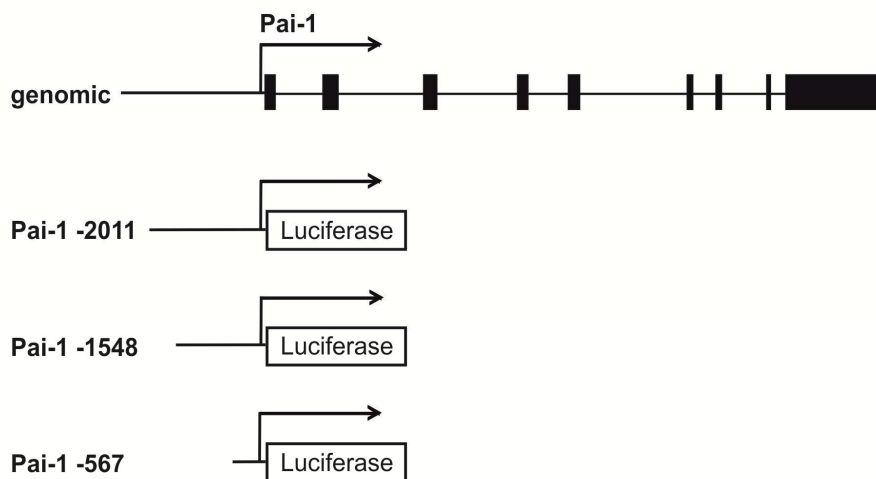 Pai-1
genomic
Pai-1 -2011
Luciferase
Pai-1 -1548
Luciferase
Pai-1 -567
Luciferase